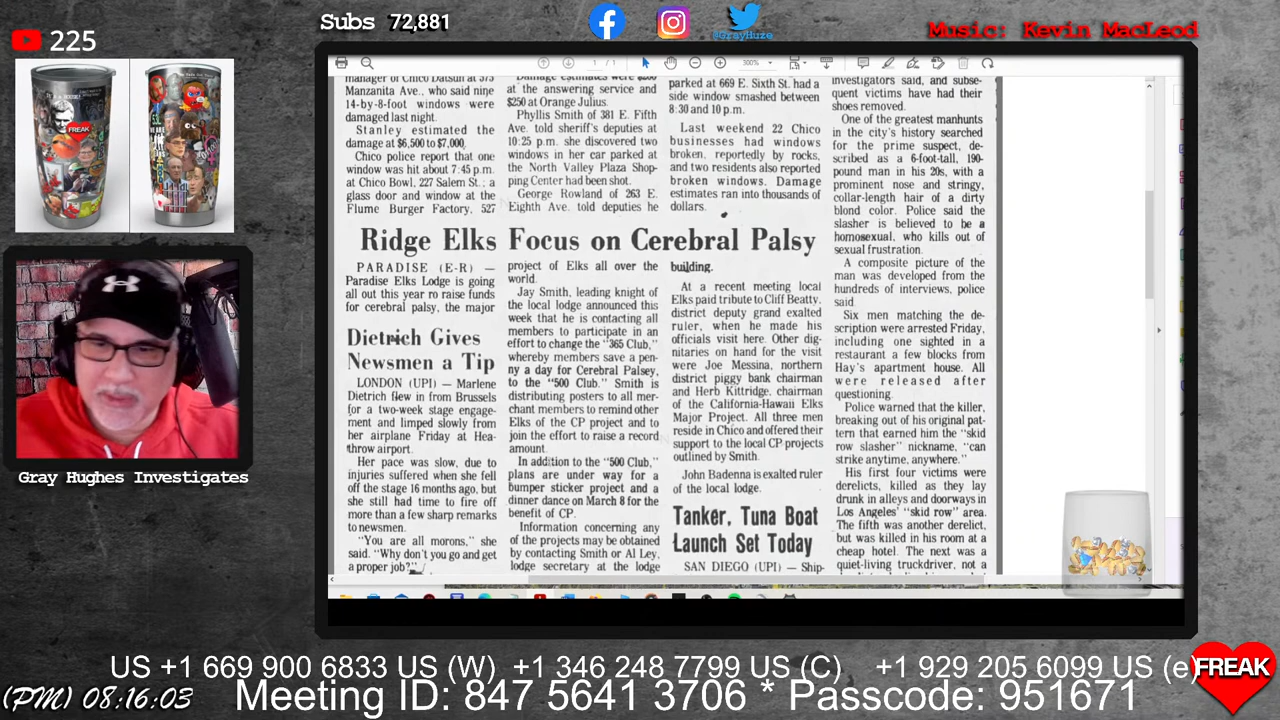 Subs 72,881
@GrayHuze
Music: Kevin MacLeod
225
FREAK
Gray Hughes Investigates
1 / 1
300%
manager of Chico Datsun at 575
Manzanita Ave., who said nine
14-by-8-foot windows were
damaged last night.
Stanley estimated the
damage at $6,500 to $7,000.
Chico police report that one
window was hit about 7:45 p.m.
at Chico Bowl, 227 Salem St.; a
glass door and window at the
Flume Burger Factory, 527
Damage estimates were $200
at the answering service and
$250 at Orange Julius.
Phyllis Smith of 381 E. Fifth
Ave. told sheriff's deputies at
10:25 p.m. she discovered two
windows in her car parked at
the North Valley Plaza Shop-
ping Center had been shot.
George Rowland of 263 E.
Eighth Ave. told deputies he
parked at 669 E. Sixth St. had a
side window smashed between
8:30 and 10 p.m.
Last weekend 22 Chico
businesses had windows
broken, reportedly by rocks,
and two residents also reported
broken windows. Damage
estimates ran into thousands of
dollars.
Ridge Elks Focus on Cerebral Palsy
PARADISE (E-R) —
Paradise Elks Lodge is going
all out this year ro raise funds
for cerebral palsy, the major
Dietrich Gives
Newsmen a Tip
LONDON (UPI) — Marlene
Dietrich flew in from Brussels
for a two-week stage engage-
ment and limped slowly from
her airplane Friday at Hea-
throw airport.
Her pace was slow, due to
injuries suffered when she fell
off the stage 16 months ago, but
she still had time to fire off
more than a few sharp remarks
to newsmen.
"You are all morons," she
said. "Why don't you go and get
a proper job?"
project of Elks all over the
world.
Jay Smith, leading knight of
the local lodge announced this
week that he is contacting all
members to participate in an
effort to change the "365 Club,"
whereby members save a pen-
ny a day for Cerebral Palsey,
to the "500 Club." Smith is
distributing posters to all mer-
chant members to remind other
Elks of the CP project and to
join the effort to raise a record
amount.
In addition to the "500 Club,"
plans are under way for a
bumper sticker project and a
dinner dance on March 8 for the
benefit of CP.
Information concerning any
of the projects may be obtained
by contacting Smith or Al Ley,
lodge secretary at the lodge
building.
At a recent meeting local
Elks paid tribute to Cliff Beatty,
district deputy grand exalted
ruler, when he made his
officials visit here. Other dig-
nitaries on hand for the visit
were Joe Messina, northern
district piggy bank chairman
and Herb Kittridge, chairman
of the California-Hawaii Elks
Major Project. All three men
reside in Chico and offered their
support to the local CP projects
outlined by Smith.
John Badenna is exalted ruler
of the local lodge.
Tanker, Tuna Boat
Launch Set Today
SAN DIEGO (UPI) — Ship-
investigators said, and subse-
quent victims have had their
shoes removed.
One of the greatest manhunts
in the city's history searched
for the prime suspect, de-
scribed as a 6-foot-tall, 190-
pound man in his 20s, with a
prominent nose and stringy,
collar-length hair of a dirty
blond color. Police said the
slasher is believed to be a
homosexual, who kills out of
sexual frustration.
A composite picture of the
man was developed from the
hundreds of interviews, police
said.
Six men matching the de-
scription were arrested Friday,
including one sighted in a
restaurant a few blocks from
Hay's apartment house. All
were released after
questioning.
Police warned that the killer,
breaking out of his original pat-
tern that earned him the "skid
row slasher" nickname, "can
strike anytime, anywhere."
His first four victims were
derelicts, killed as they lay
drunk in alleys and doorways in
Los Angeles' "skid row" area.
The fifth was another derelict,
but was killed in his room at a
cheap hotel. The next was a
quiet-living truckdriver, not a
US +1 669 900 6833 US (W) +1 346 248 7799 US (C) +1 929 205 6099 US (e)
FREAK
(PM) 08:16:03
Meeting ID: 847 5641 3706 * Passcode: 951671